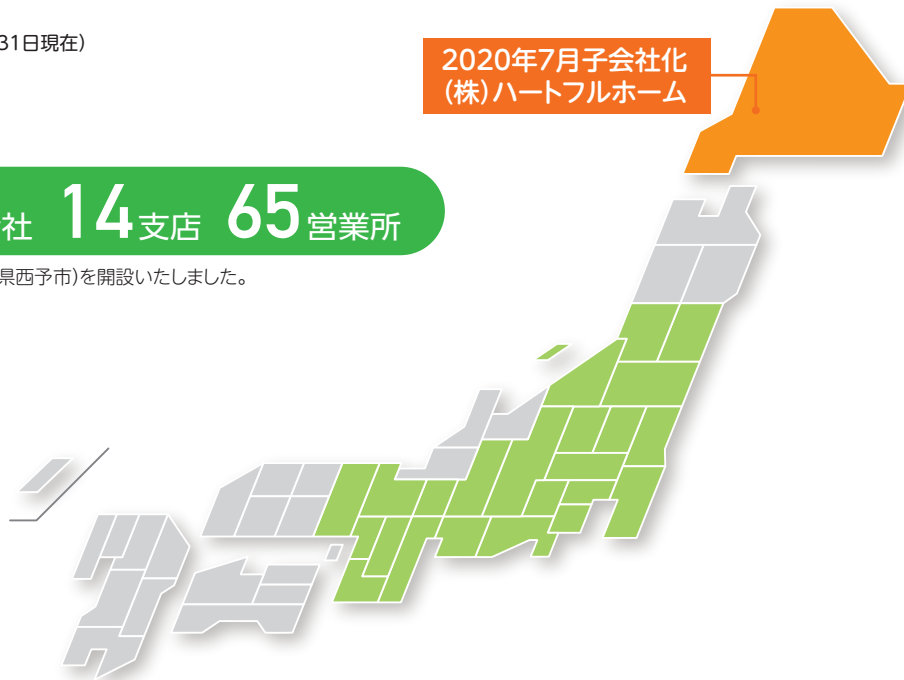 31日現在）
2020年7月子会社化
（株）ハートフルホーム
社 14支店 65営業所
県西予市）を開設いたしました。